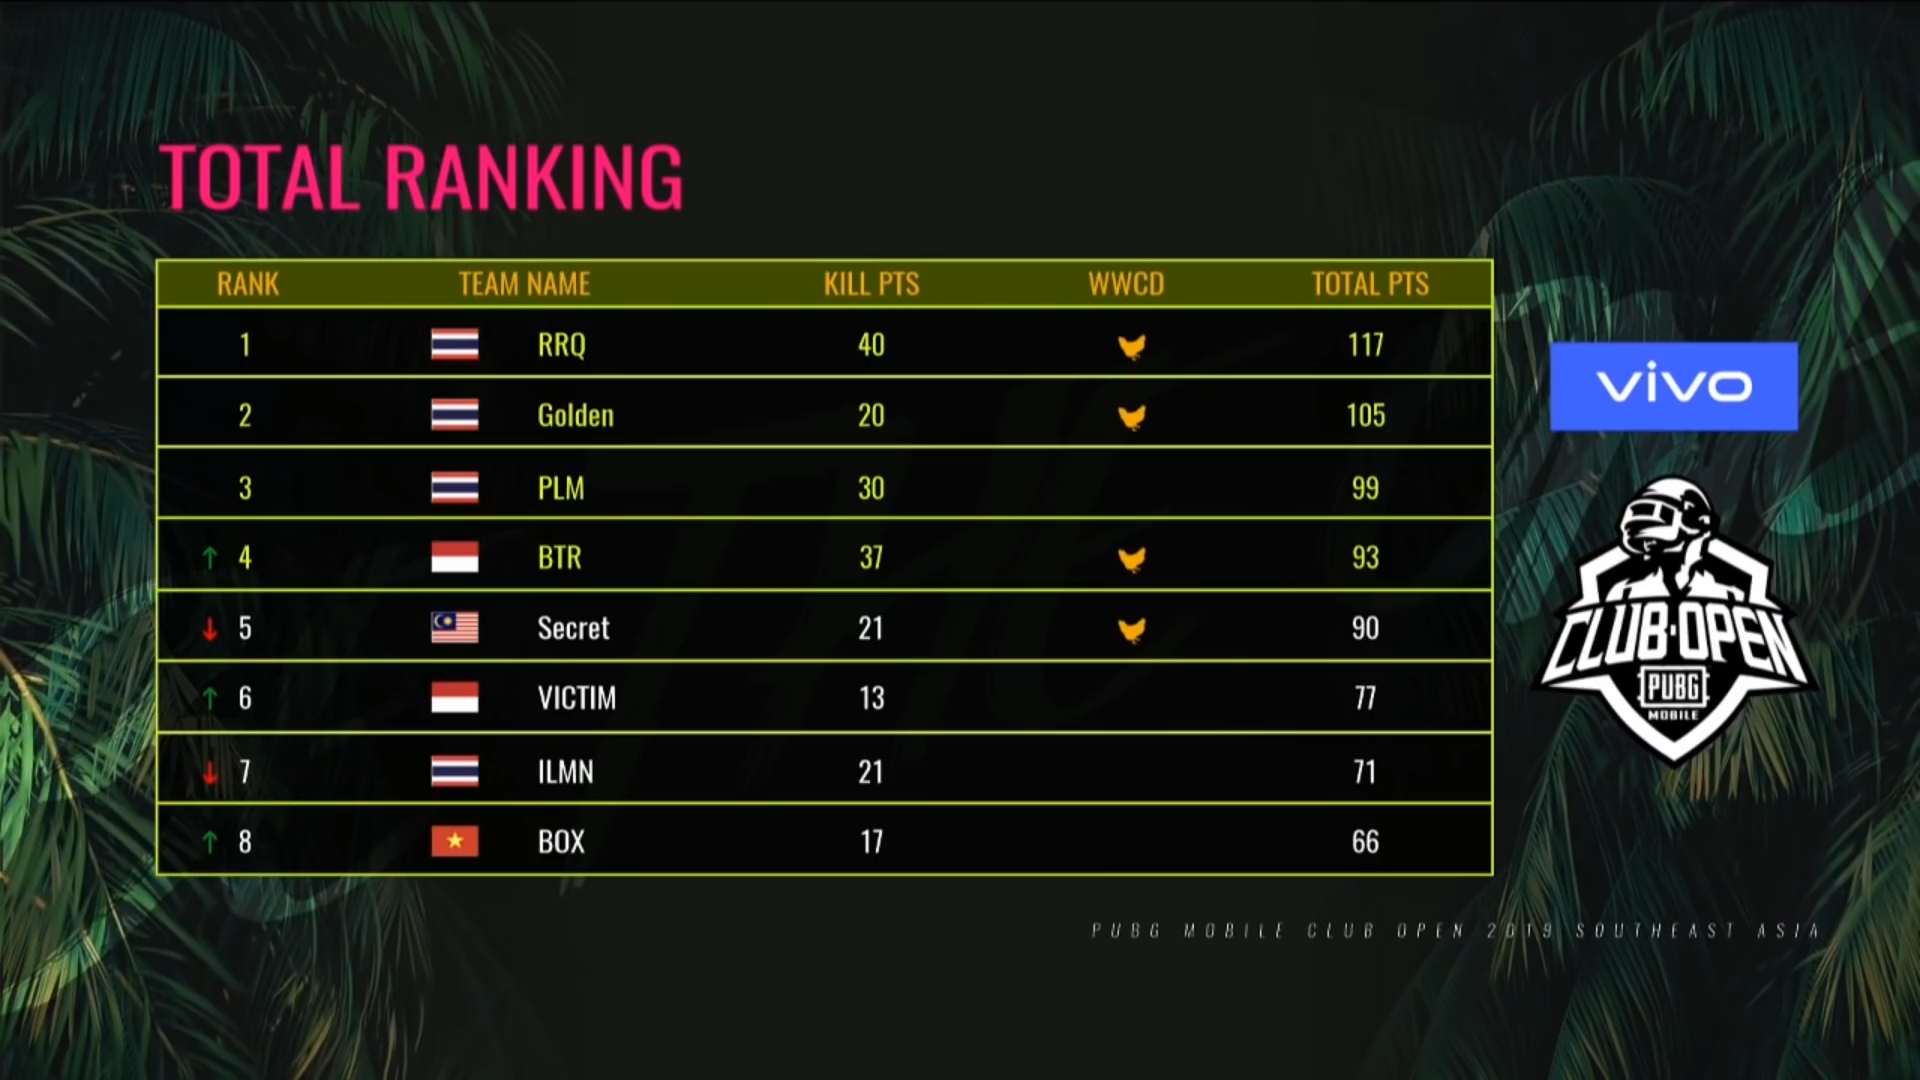 TOTAL RANKING
RANK TEAM NAME KILL PTS WWCD TOTAL PTS
1 RRQ 40 117
2 Golden 20 105
3 PLM 30 99
4 BTR 37 93
5 Secret 21 90
6 VICTIM 13 77
7 ILMN 21 71
8 BOX 17 66
vivo
CLUB·OPEN
PUBG
MOBILE
PUBG MOBILE CLUB OPEN 2019 SOUTHEAST ASIA